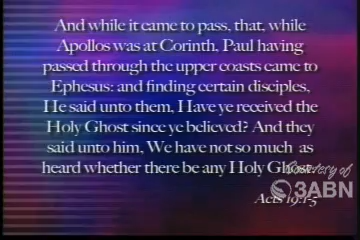 And while it came to pass, that, while
Apollos was at Corinth, Paul having
passed through the upper coasts came to
Ephesus: and finding certain disciples,
He said unto them, Have ye received the
Holy Ghost since ye believed? And they
said unto him, We have not so much as
heard whether there be any Holy Ghost.
Courtesy of
3ABN
Acts 19:1-5